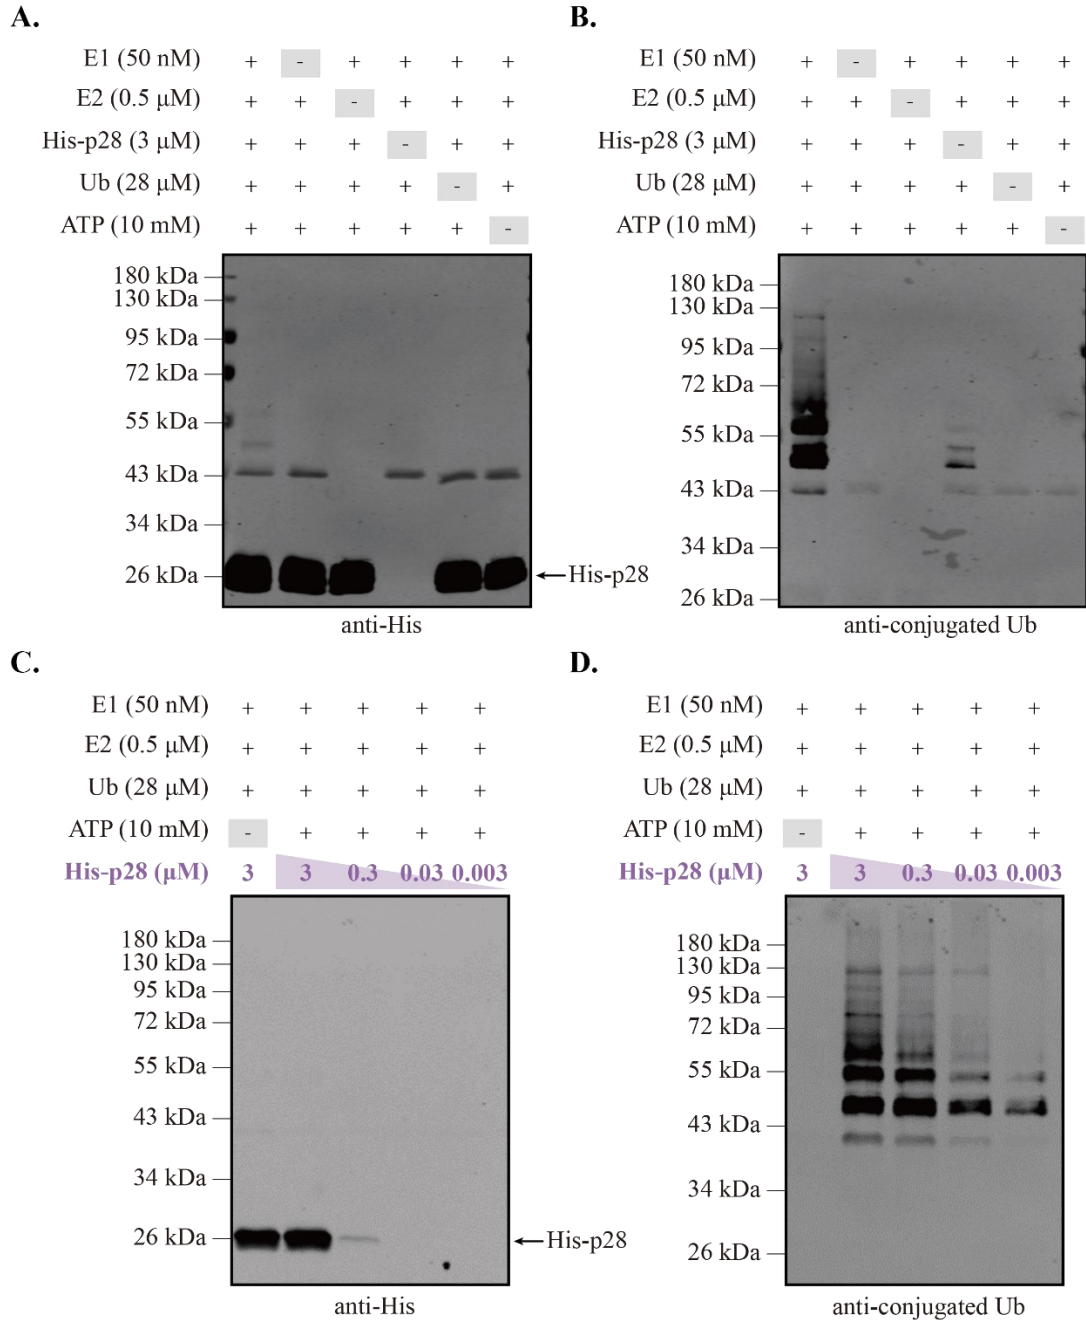 A.
E1 (50 nM) + - + + + +
E2 (0.5 μM) + + - + + +
His-p28 (3 μM) + + + - + +
Ub (28 μM) + + + + - +
ATP (10 mM) + + + + + -
180 kDa
130 kDa
95 kDa
72 kDa
55 kDa
43 kDa
34 kDa
26 kDa
His-p28
anti-His
B.
E1 (50 nM) + - + + + +
E2 (0.5 μM) + + - + + +
His-p28 (3 μM) + + + - + +
Ub (28 μM) + + + + - +
ATP (10 mM) + + + + + -
180 kDa
130 kDa
95 kDa
72 kDa
55 kDa
43 kDa
34 kDa
26 kDa
anti-conjugated Ub
C.
E1 (50 nM) + + + + +
E2 (0.5 μM) + + + + +
Ub (28 μM) + + + + +
ATP (10 mM) - + + + +
His-p28 (μM) 3 3 0.3 0.03 0.003
180 kDa
130 kDa
95 kDa
72 kDa
55 kDa
43 kDa
34 kDa
26 kDa
His-p28
anti-His
D.
E1 (50 nM) + + + + +
E2 (0.5 μM) + + + + +
Ub (28 μM) + + + + +
ATP (10 mM) - + + + +
His-p28 (μM) 3 3 0.3 0.03 0.003
180 kDa
130 kDa
95 kDa
72 kDa
55 kDa
43 kDa
34 kDa
26 kDa
anti-conjugated Ub